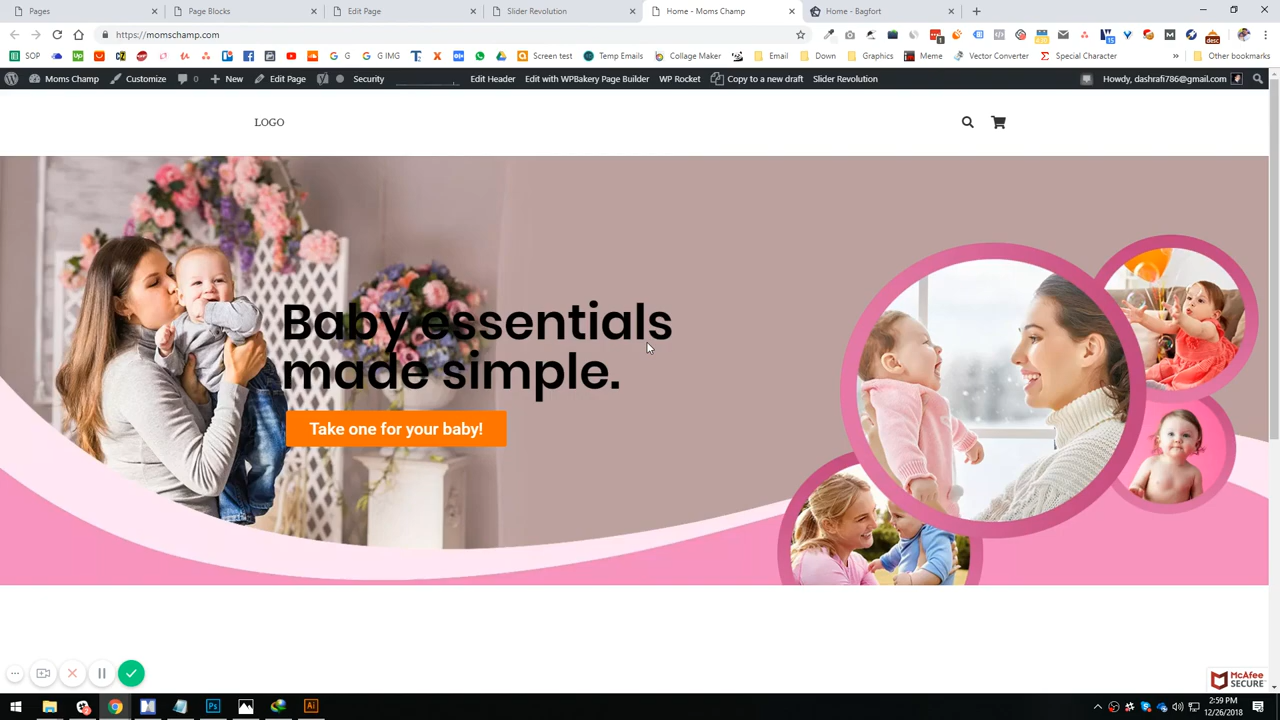 Pages
Page Blocks
Edit Page
Slider Revolution
Home - Moms Champ
Home - Bagfort
https://momschamp.com
SOP
G
G IMG
Screen test
Temp Emails
Collage Maker
Email
Graphics
Meme
Vector Converter
Special Character
Other bookmarks
Moms Champ
Customize
0
New
Edit Page
Security
Edit Header
Edit with WPBakery Page Builder
WP Rocket
Copy to a new draft
Slider Revolution
Howdy, dashrafi786@gmail.com
LOGO
Baby essentials
made simple.
Take one for your baby!
McAfee
SECURE
Ps
Ai
2:59 PM
12/26/2018